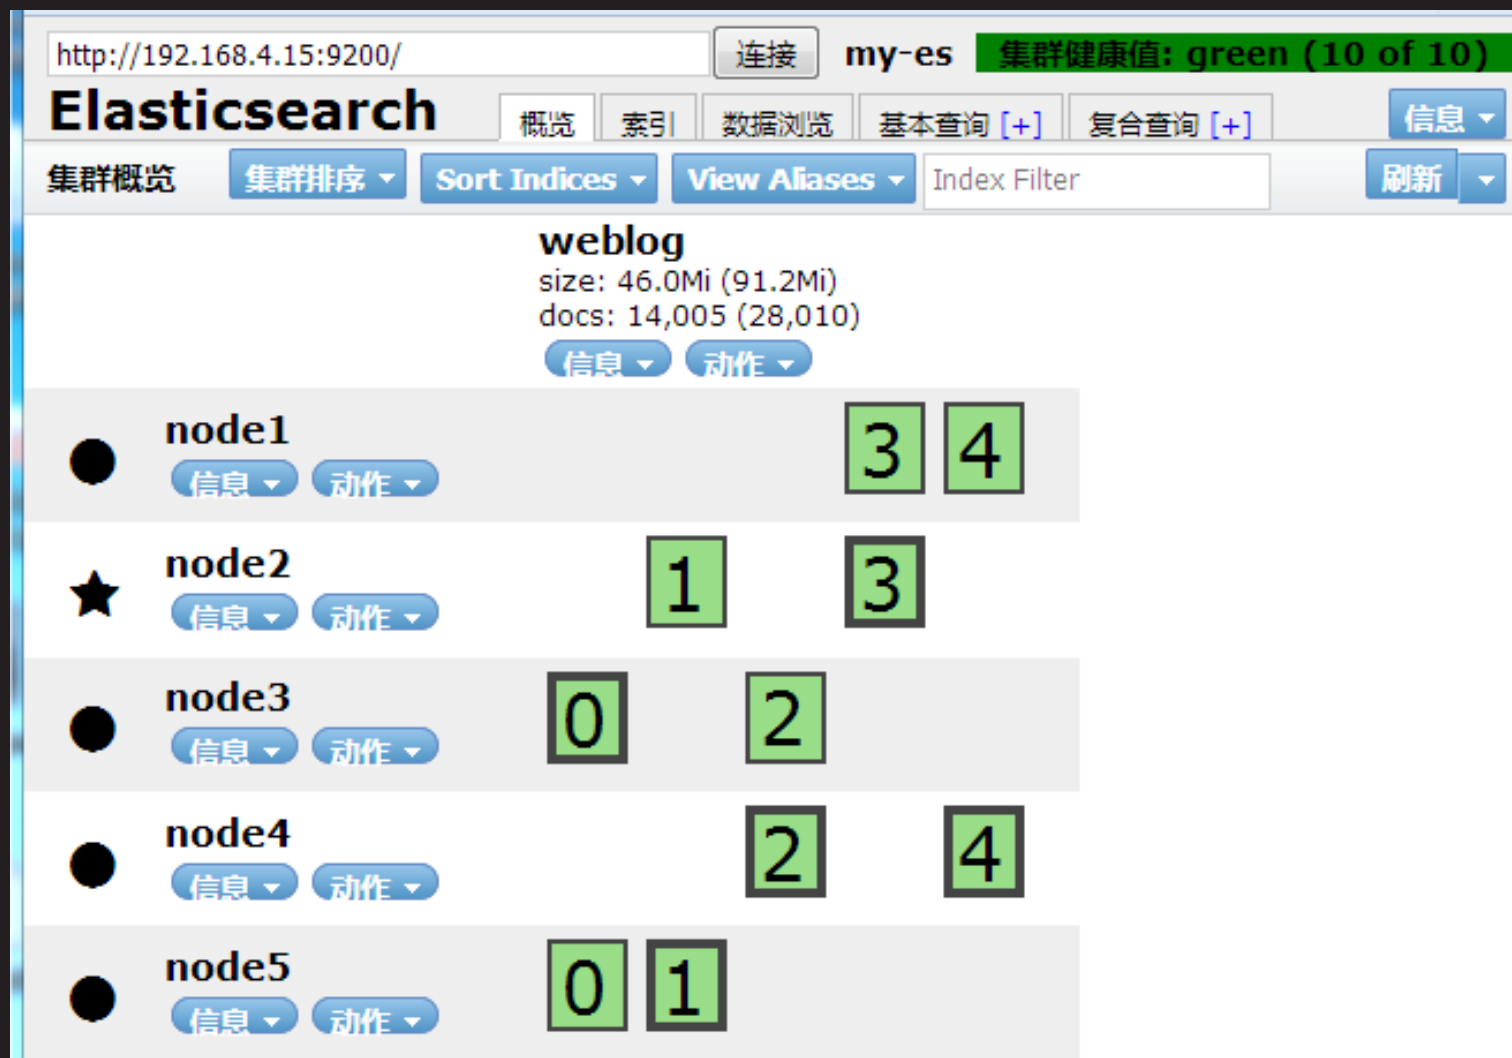 http://192.168.4.15:9200/ 连接 my-es 集群健康值: green (10 of 10)
Elasticsearch 概览 索引 数据浏览 基本查询 [+] 复合查询 [+] 信息
集群概览 集群排序 Sort Indices View Aliases Index Filter 刷新
weblog
size: 46.0Mi (91.2Mi)
docs: 14,005 (28,010)
信息 动作
node1 3 4
信息 动作
node2 1 3
信息 动作
node3 0 2
信息 动作
node4 2 4
信息 动作
node5 0 1
信息 动作